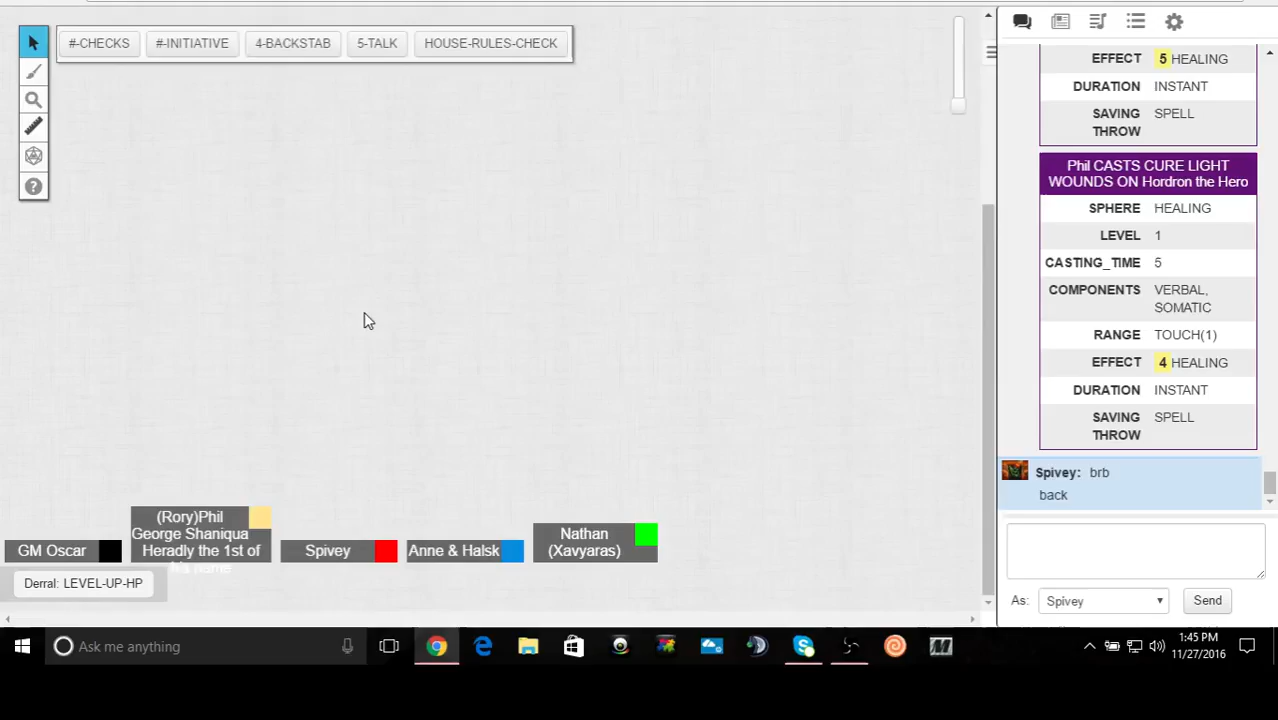 #-CHECKS
#-INITIATIVE
4-BACKSTAB
5-TALK
HOUSE-RULES-CHECK
EFFECT 5 HEALING
DURATION INSTANT
SAVING THROW SPELL
Phil CASTS CURE LIGHT
WOUNDS ON Hordron the Hero
SPHERE HEALING
LEVEL 1
CASTING_TIME 5
COMPONENTS VERBAL,
SOMATIC
RANGE TOUCH(1)
EFFECT 4 HEALING
DURATION INSTANT
SAVING THROW SPELL
Spivey: brb
back
As: Spivey
Send
GM Oscar
(Rory)Phil
George Shaniqua
Heradly the 1st of
his name
Spivey
Anne & Halsk
Nathan
(Xavyaras)
Derral: LEVEL-UP-HP
Ask me anything
1:45 PM
11/27/2016